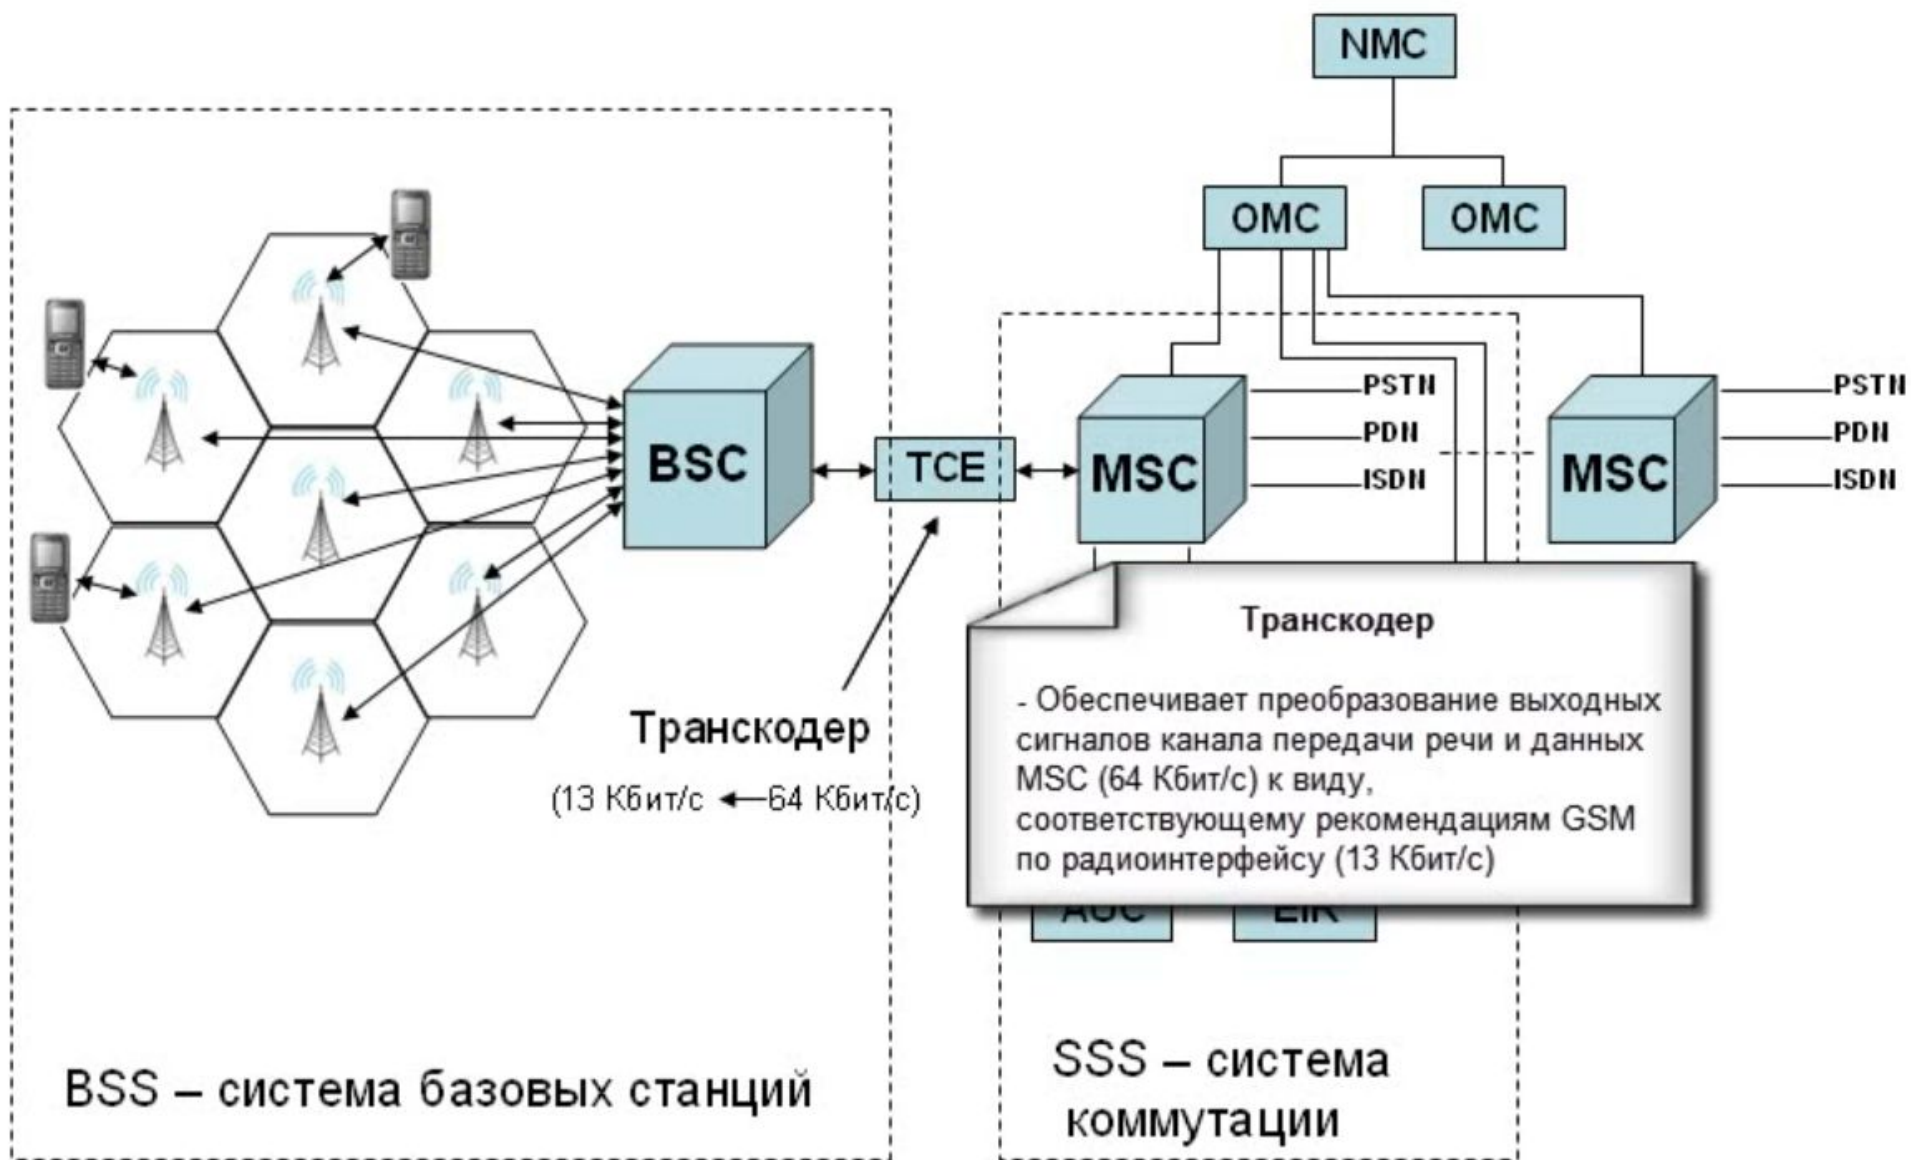 NMC
OMC
OMC
BSC
TCE
MSC
PSTN
PDN
ISDN
MSC
PSTN
PDN
ISDN
Транскодер
(13 Кбит/с 64 Кбит/с)
Транскодер
- Обеспечивает преобразование выходных
сигналов канала передачи речи и данных
MSC (64 Кбит/с) к виду,
соответствующему рекомендациям GSM
по радиоинтерфейсу (13 Кбит/с)
AUC
EIR
BSS – система базовых станций
SSS – система
коммутации